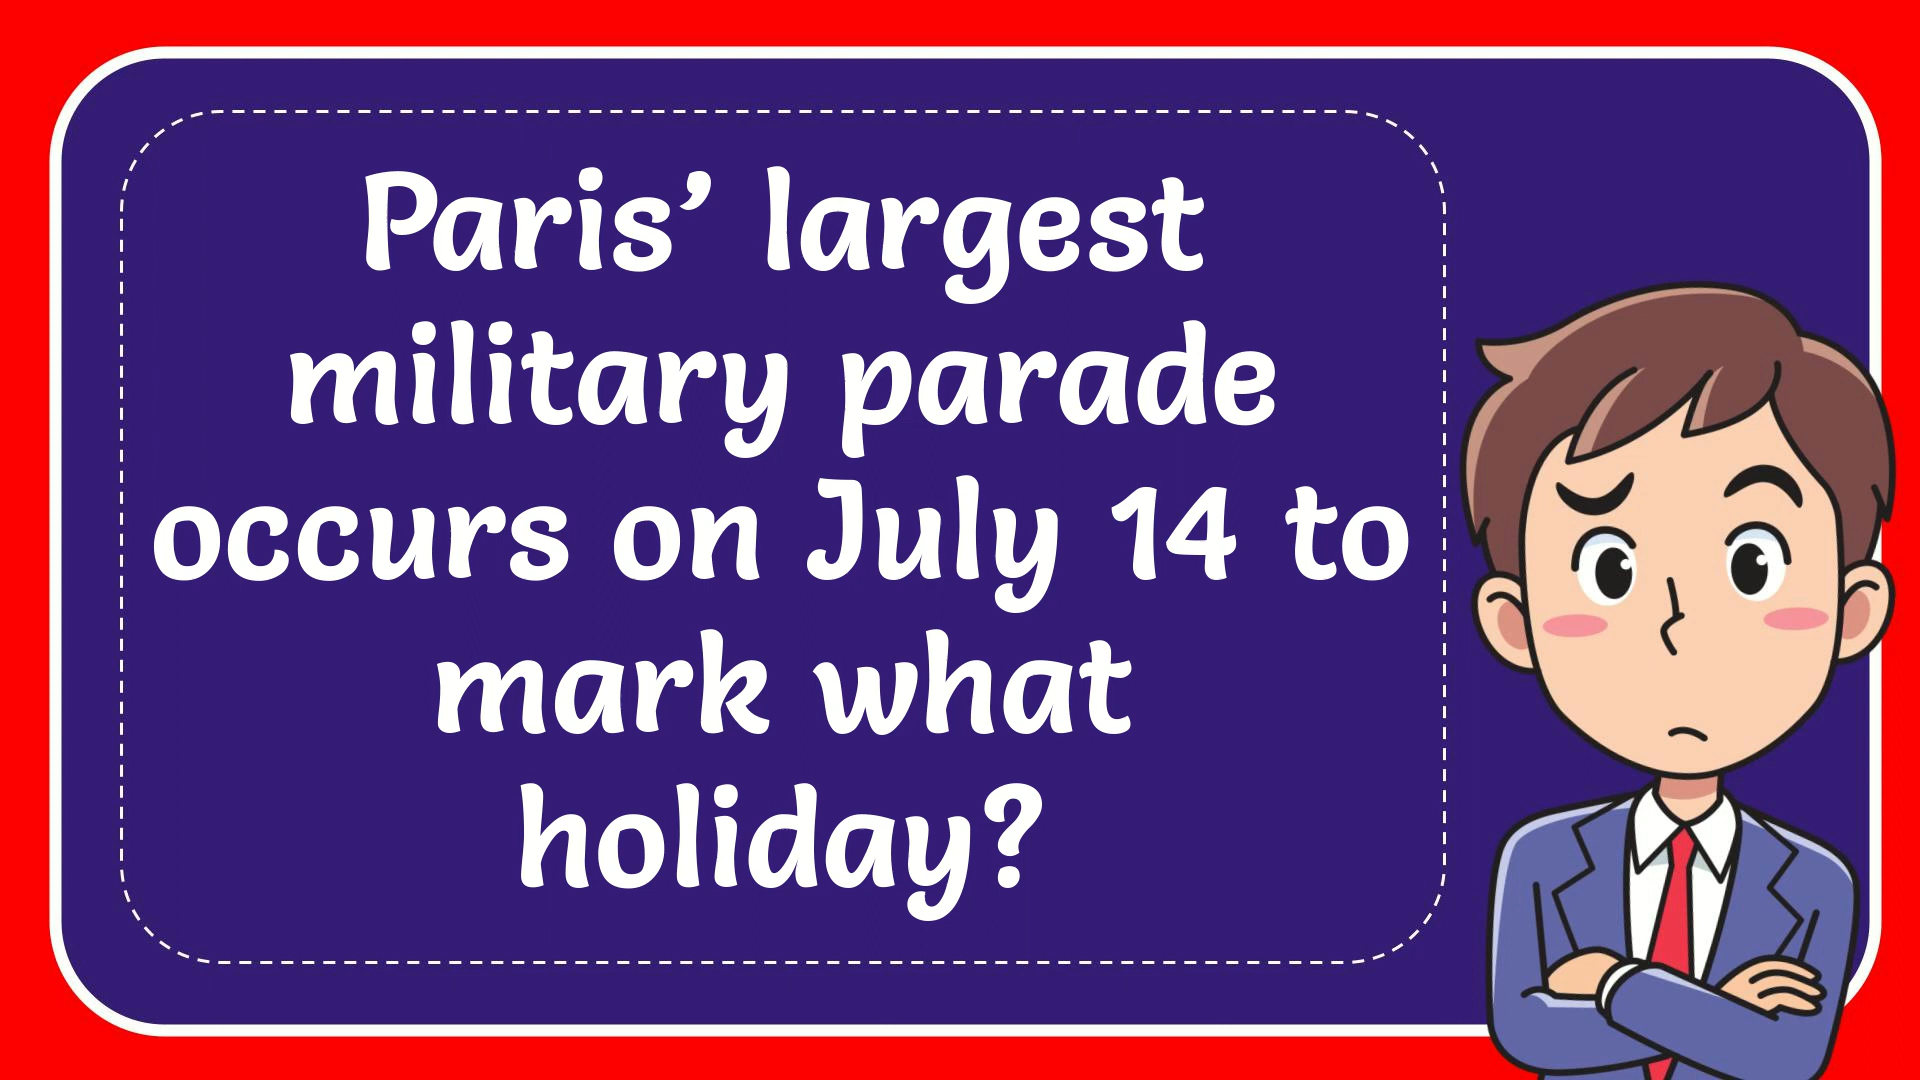 Paris’ largest
military parade
occurs on July 14 to
mark what
holiday?